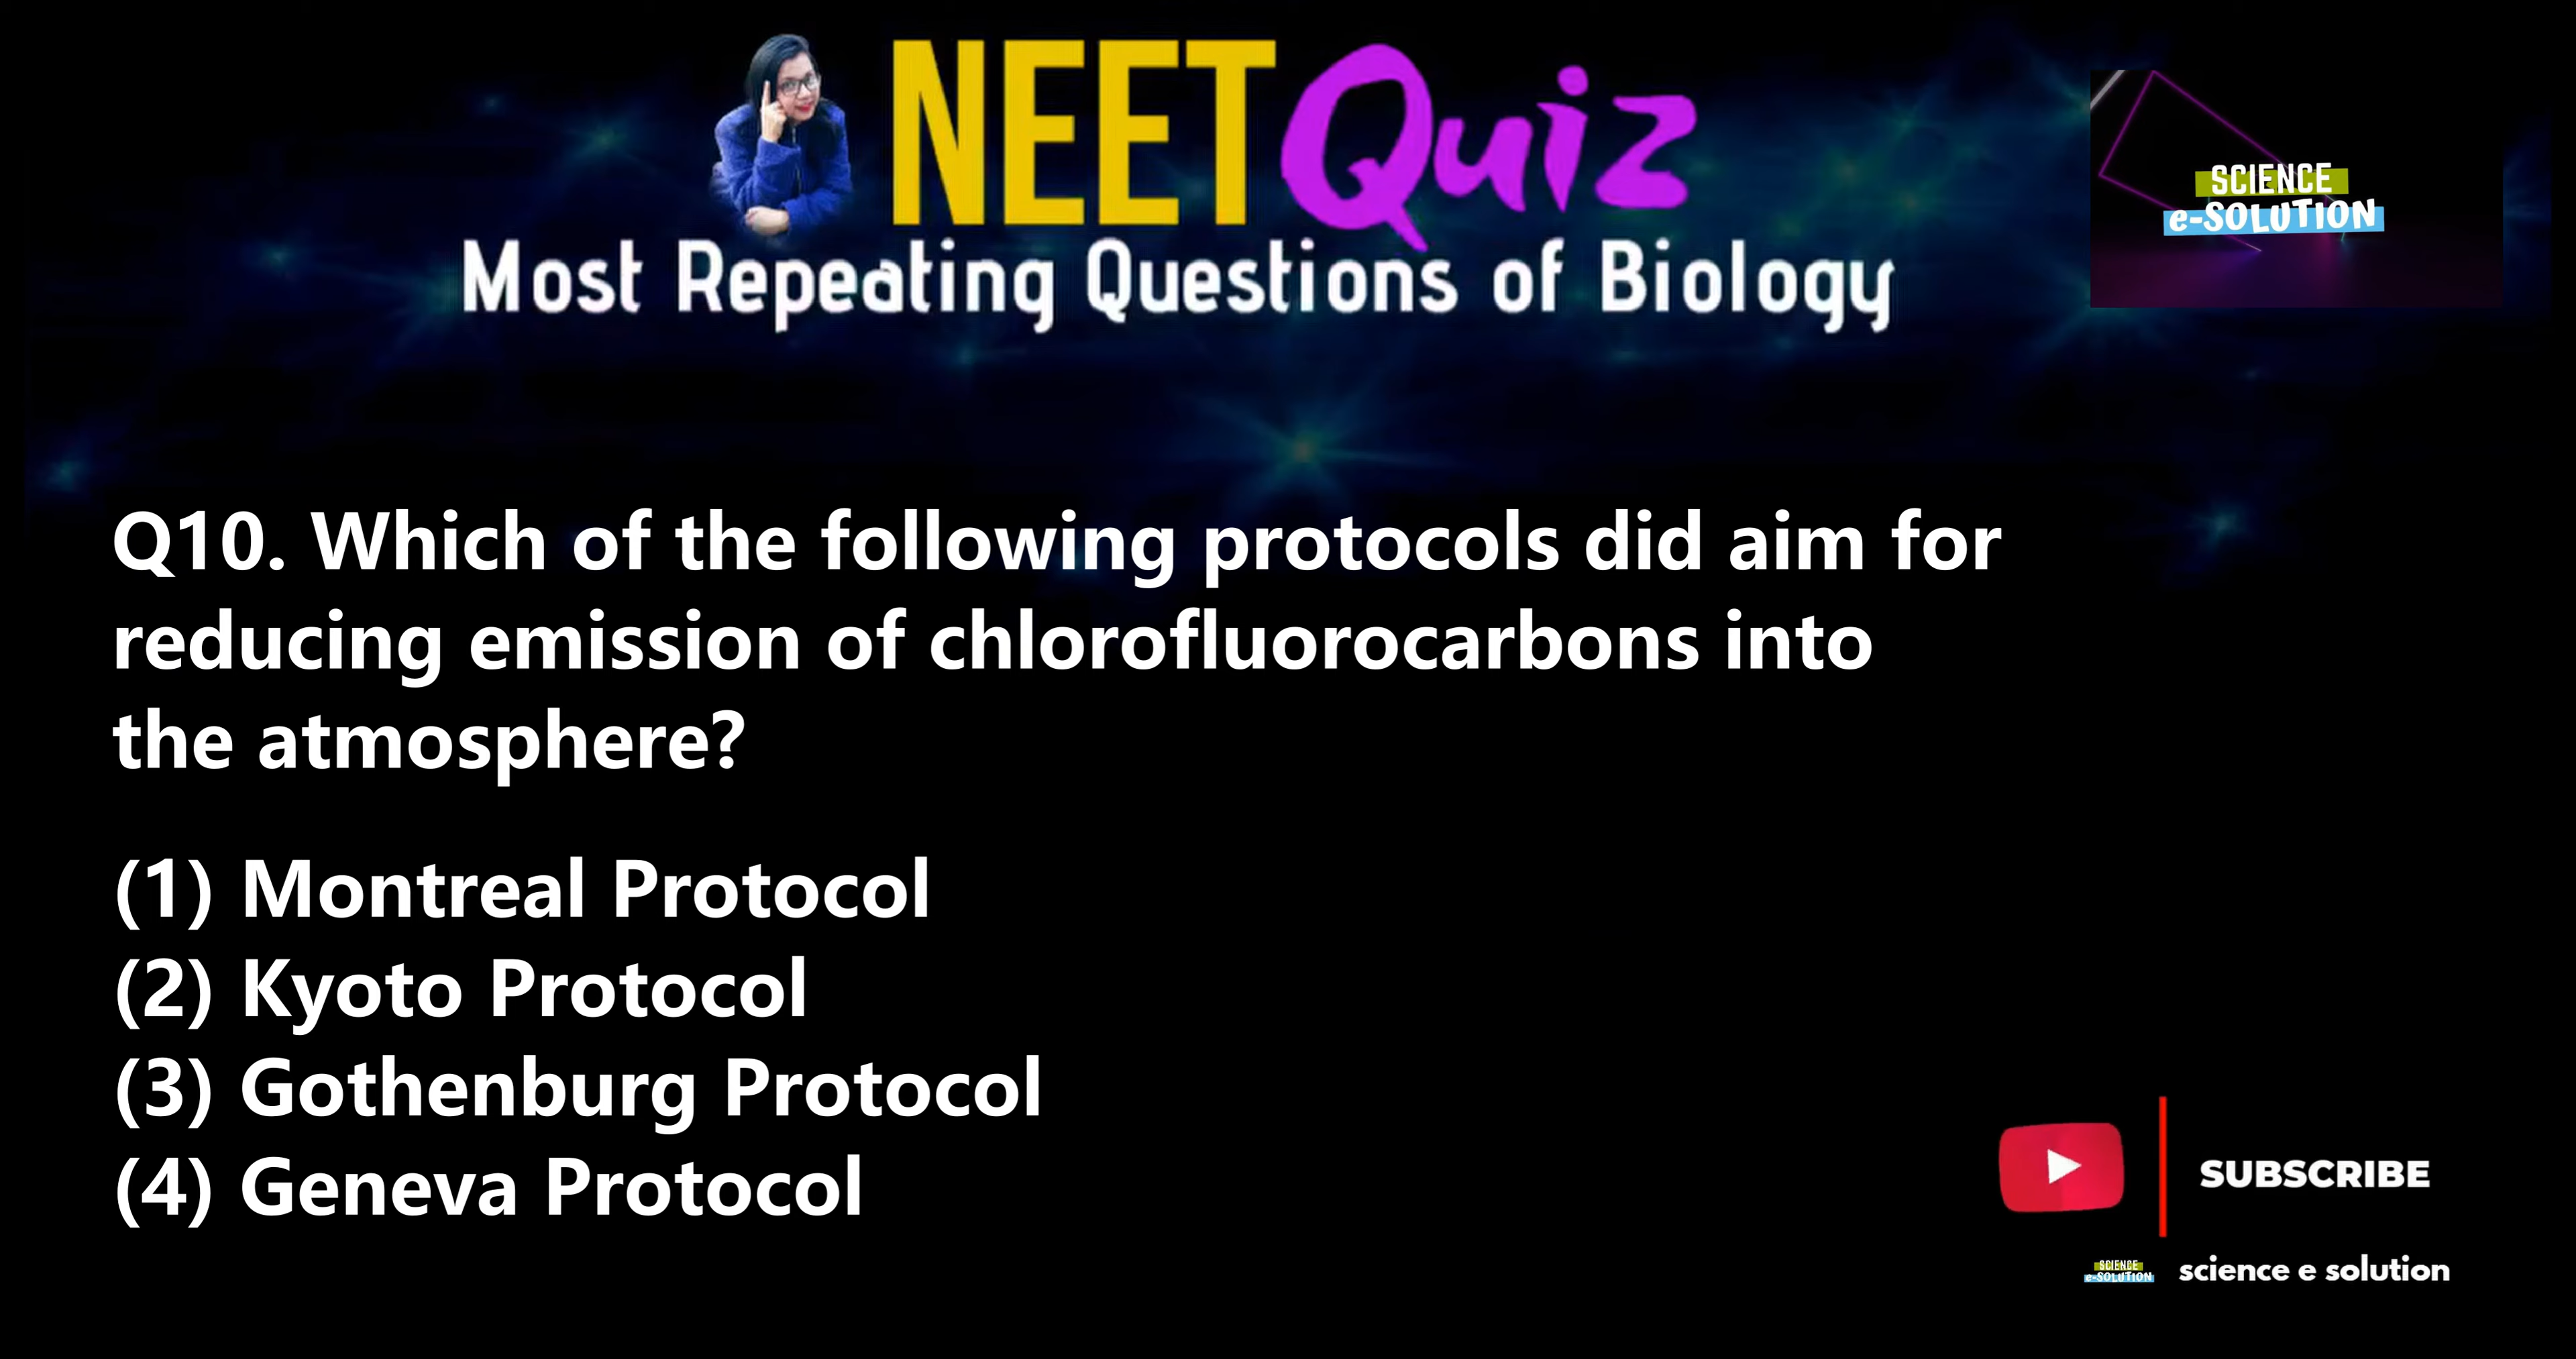 NEET Quiz
Most Repeating Questions of Biology
SCIENCE
e-SOLUTION
Q10. Which of the following protocols did aim for
reducing emission of chlorofluorocarbons into
the atmosphere?
(1) Montreal Protocol
(2) Kyoto Protocol
(3) Gothenburg Protocol
(4) Geneva Protocol
SUBSCRIBE
SCIENCE
e-SOLUTION
science e solution